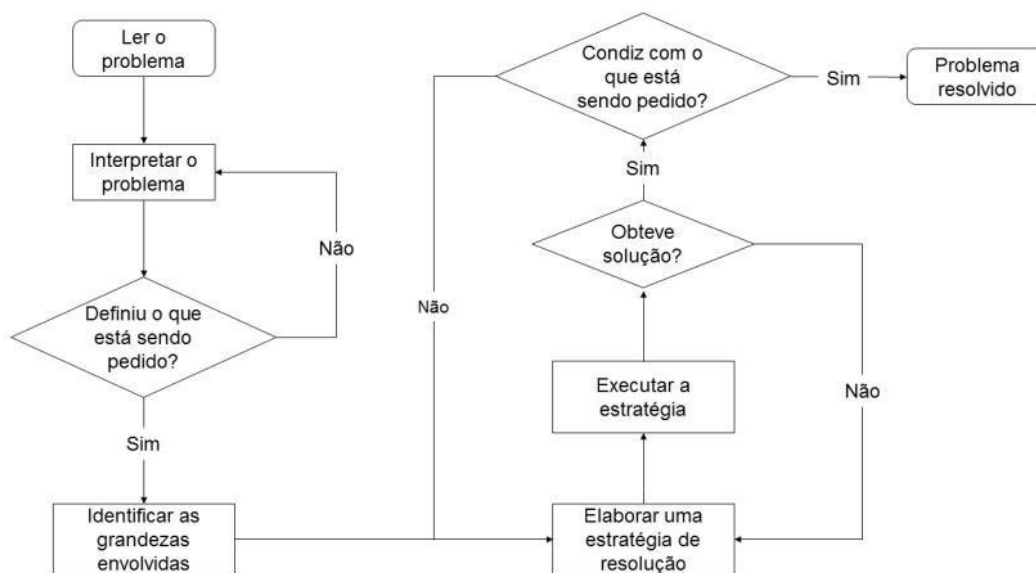 Ler o
problema
Interpretar o
problema
Não
Definiu o que
está sendo
pedido?
Sim
Identificar as
grandezas
envolvidas
Elaborar uma
estratégia de
resolução
Executar a
estratégia
Obteve
solução?
Não
Sim
Condiz com o
que está
sendo pedido?
Não
Sim
Problema
resolvido